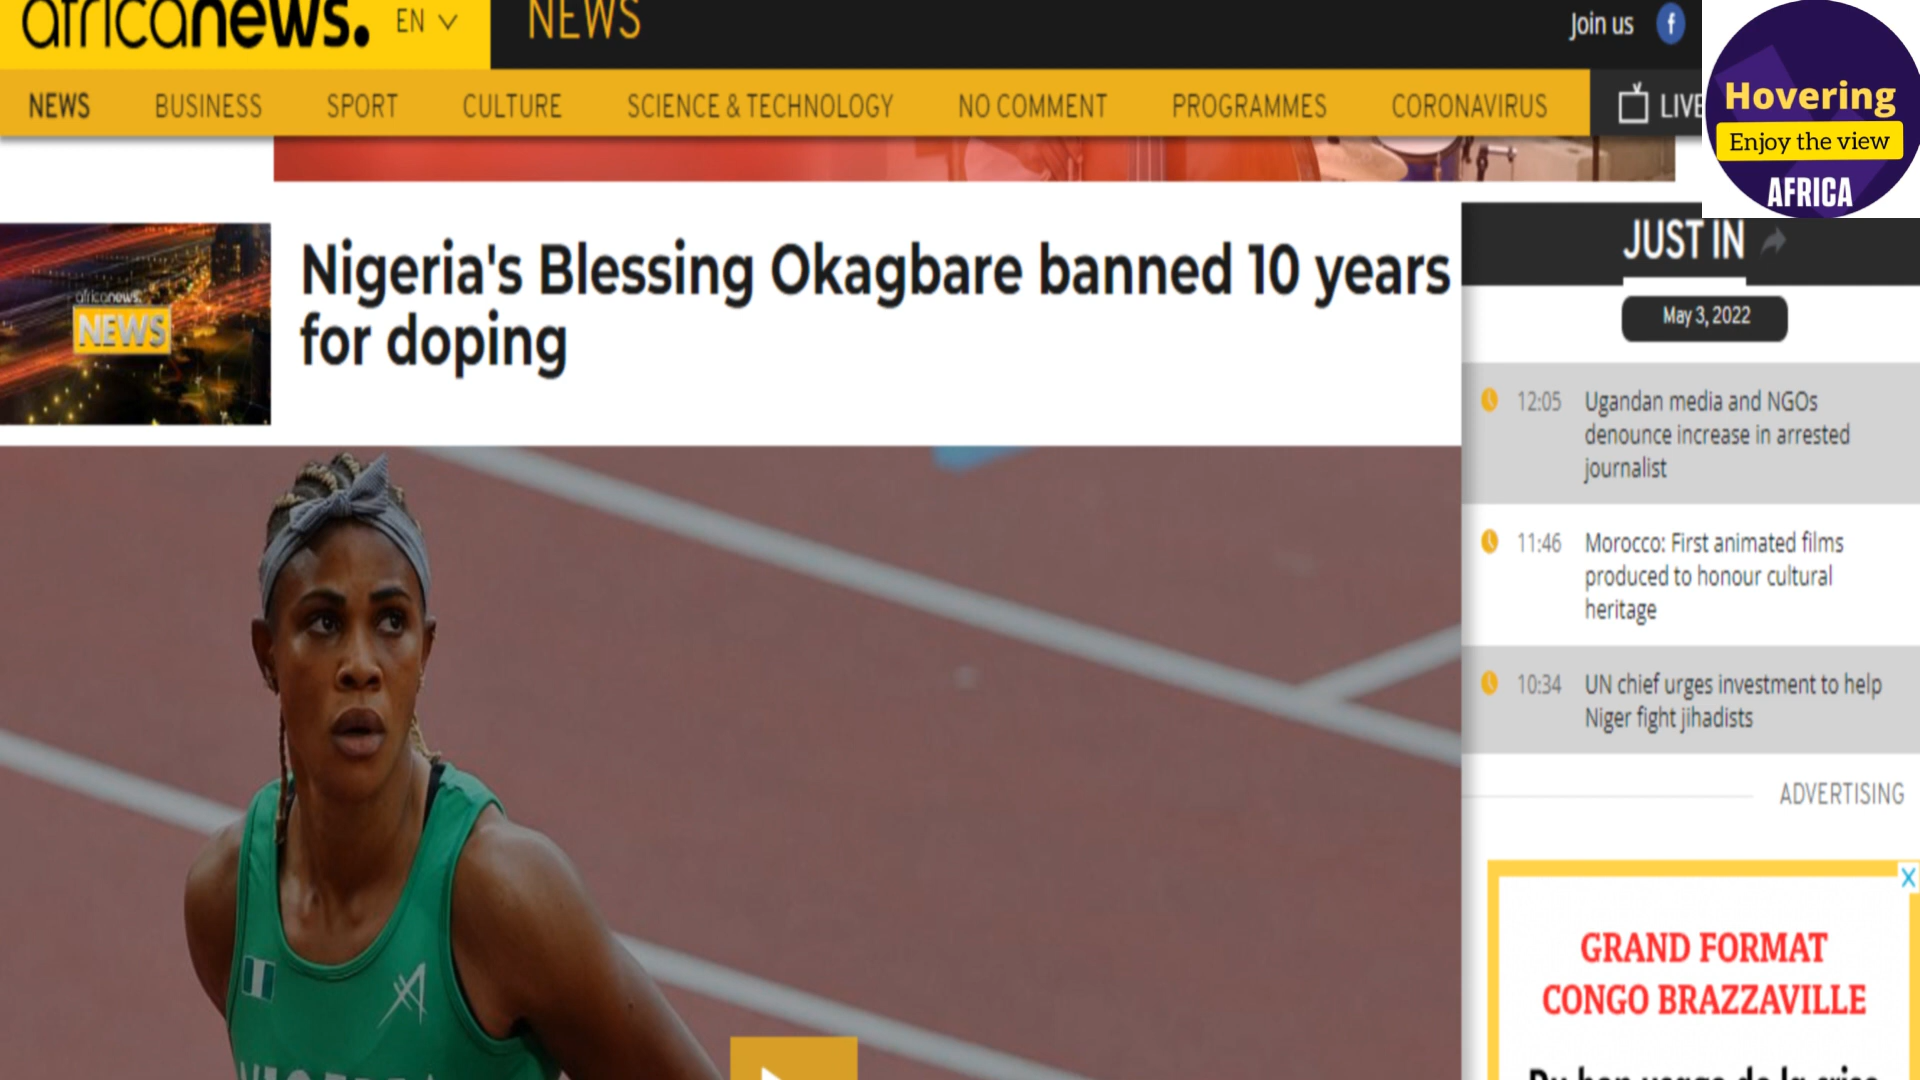 africanews.
EN
NEWS
Join us
f
NEWS
BUSINESS
SPORT
CULTURE
SCIENCE & TECHNOLOGY
NO COMMENT
PROGRAMMES
CORONAVIRUS
LIVE
Hovering
Enjoy the view
AFRICA
africanews.
NEWS
Nigeria's Blessing Okagbare banned 10 years
for doping
JUST IN
May 3, 2022
12:05 Ugandan media and NGOs
denounce increase in arrested
journalist
11:46 Morocco: First animated films
produced to honour cultural
heritage
10:34 UN chief urges investment to help
Niger fight jihadists
ADVERTISING
GRAND FORMAT
CONGO BRAZZAVILLE
NIGERIA